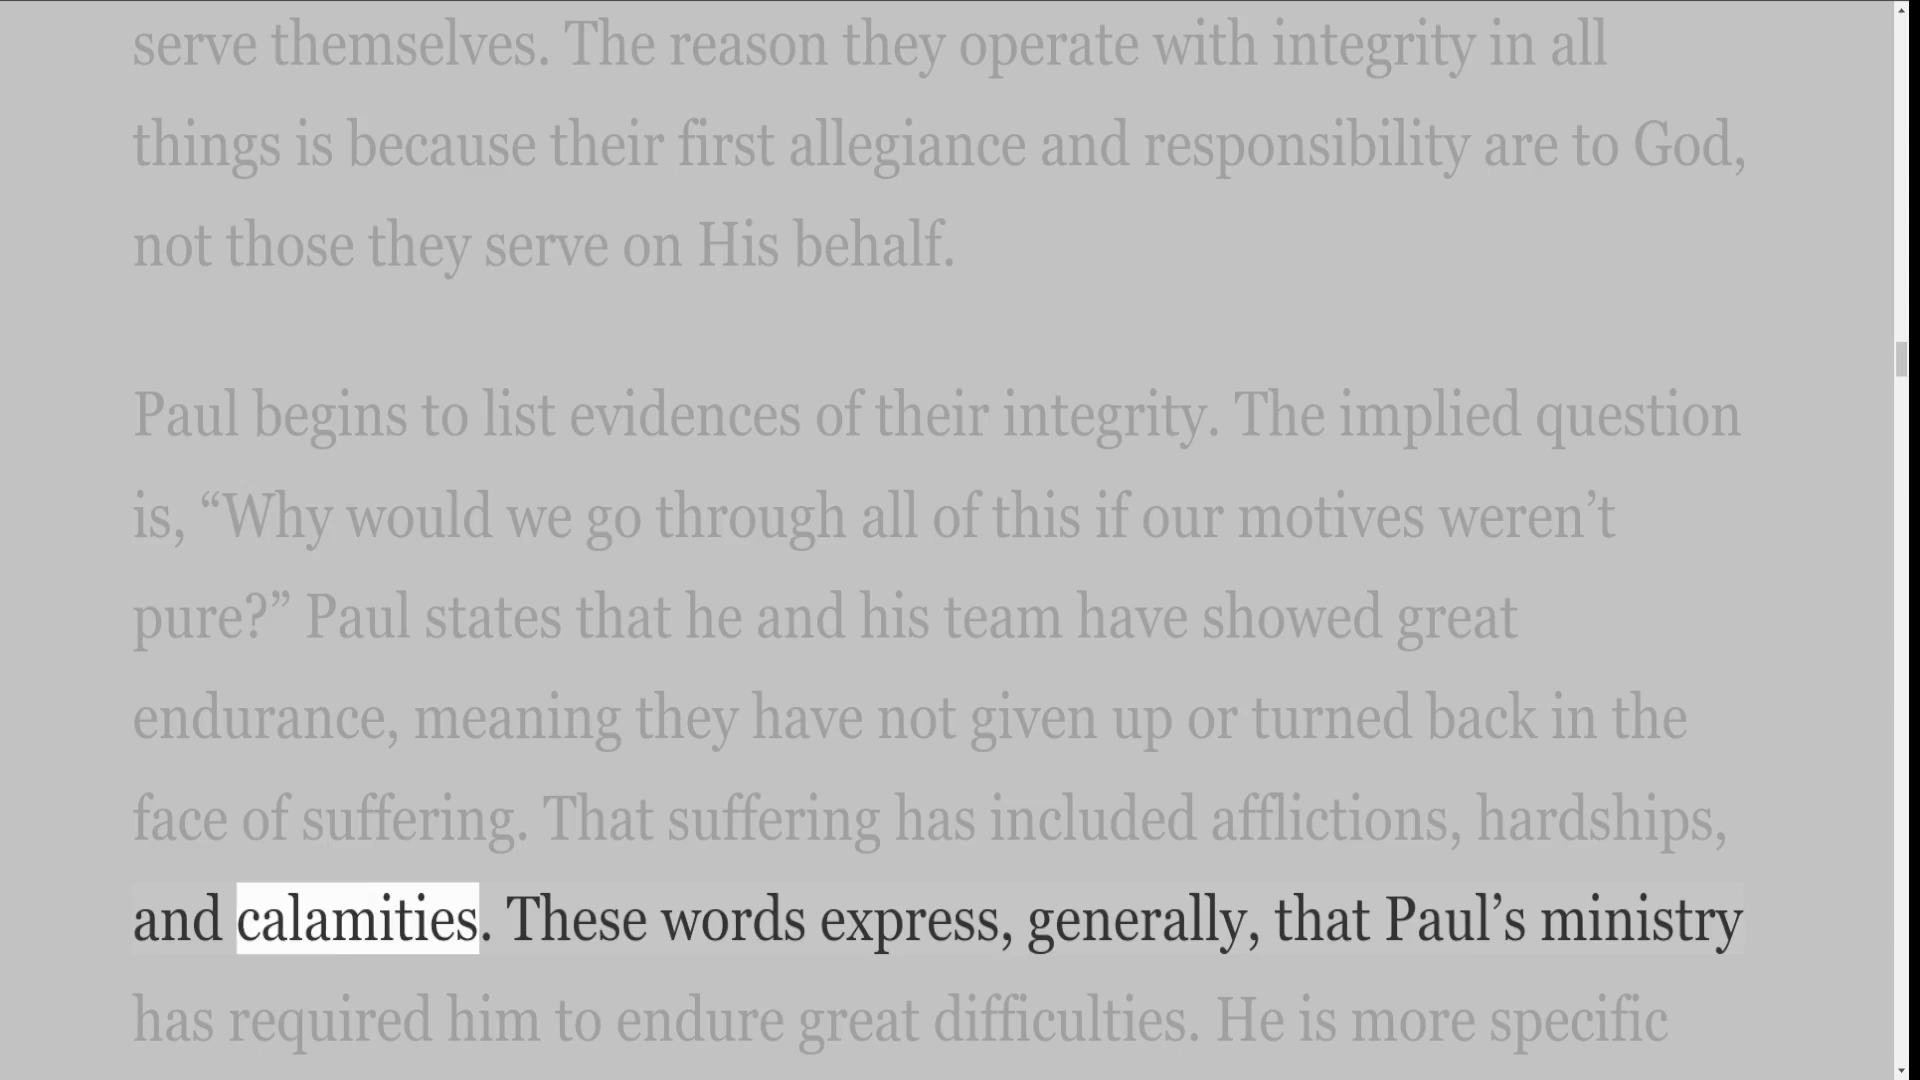 serve themselves. The reason they operate with integrity in all
things is because their first allegiance and responsibility are to God,
not those they serve on His behalf.
Paul begins to list evidences of their integrity. The implied question
is, “Why would we go through all of this if our motives weren’t
pure?” Paul states that he and his team have showed great
endurance, meaning they have not given up or turned back in the
face of suffering. That suffering has included afflictions, hardships,
and calamities. These words express, generally, that Paul’s ministry
has required him to endure great difficulties. He is more specific